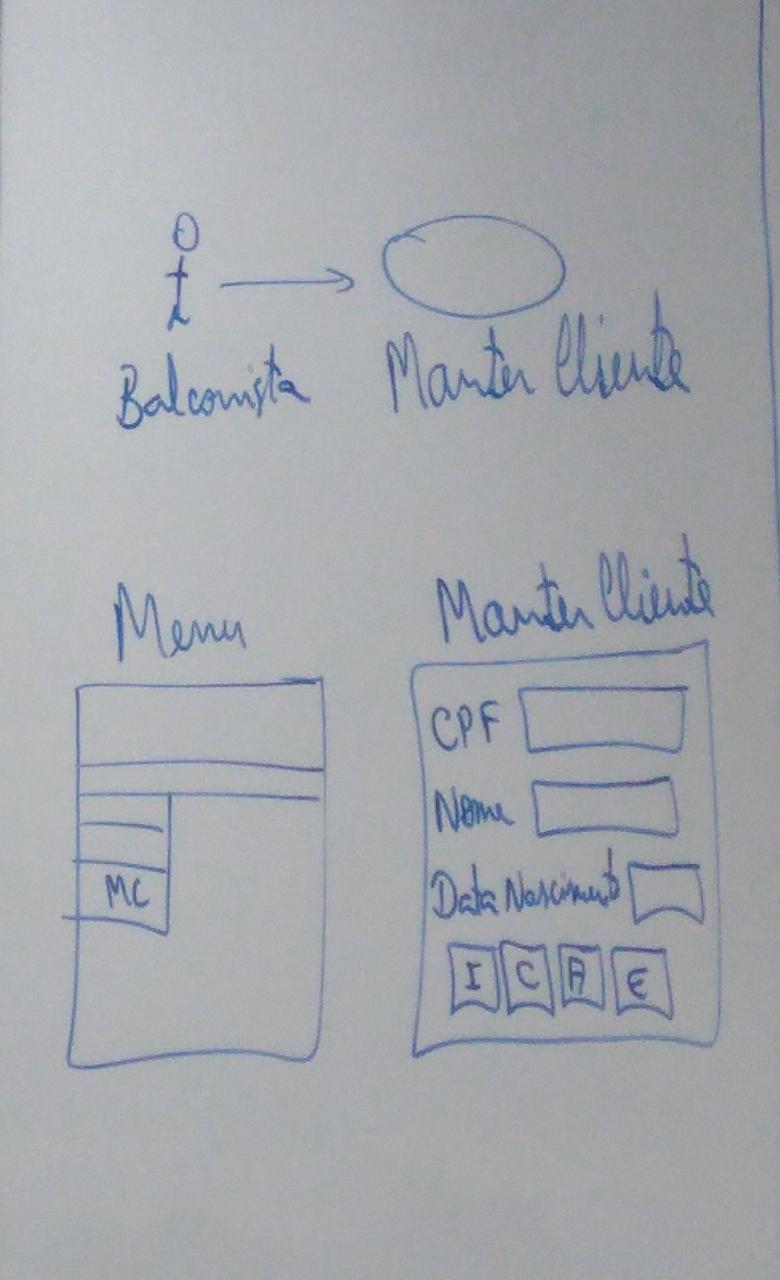 Balconista
Manter Cliente
Menu
MC
Manter Cliente
CPF
Nome
Data Nascimento
I C A E